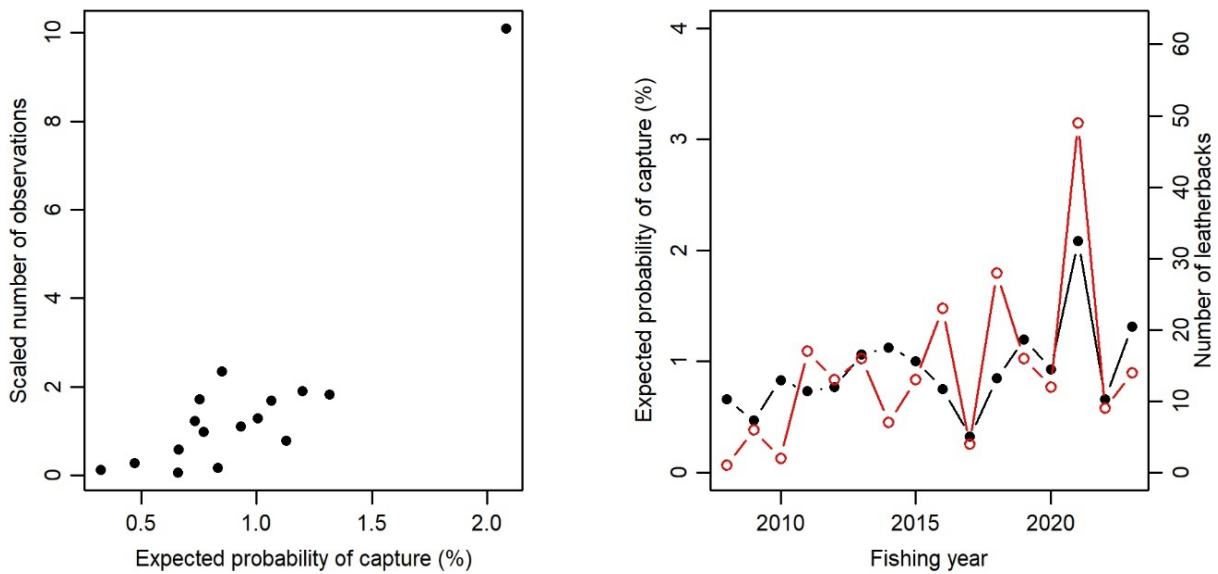 Scaled number of observations
10
8
6
4
2
0
0.5 1.0 1.5 2.0
Expected probability of capture (%)
Expected probability of capture (%)
4
3
2
1
0
2010 2015 2020
Fishing year
60
50
40
30
20
10
0
Number of leatherbacks